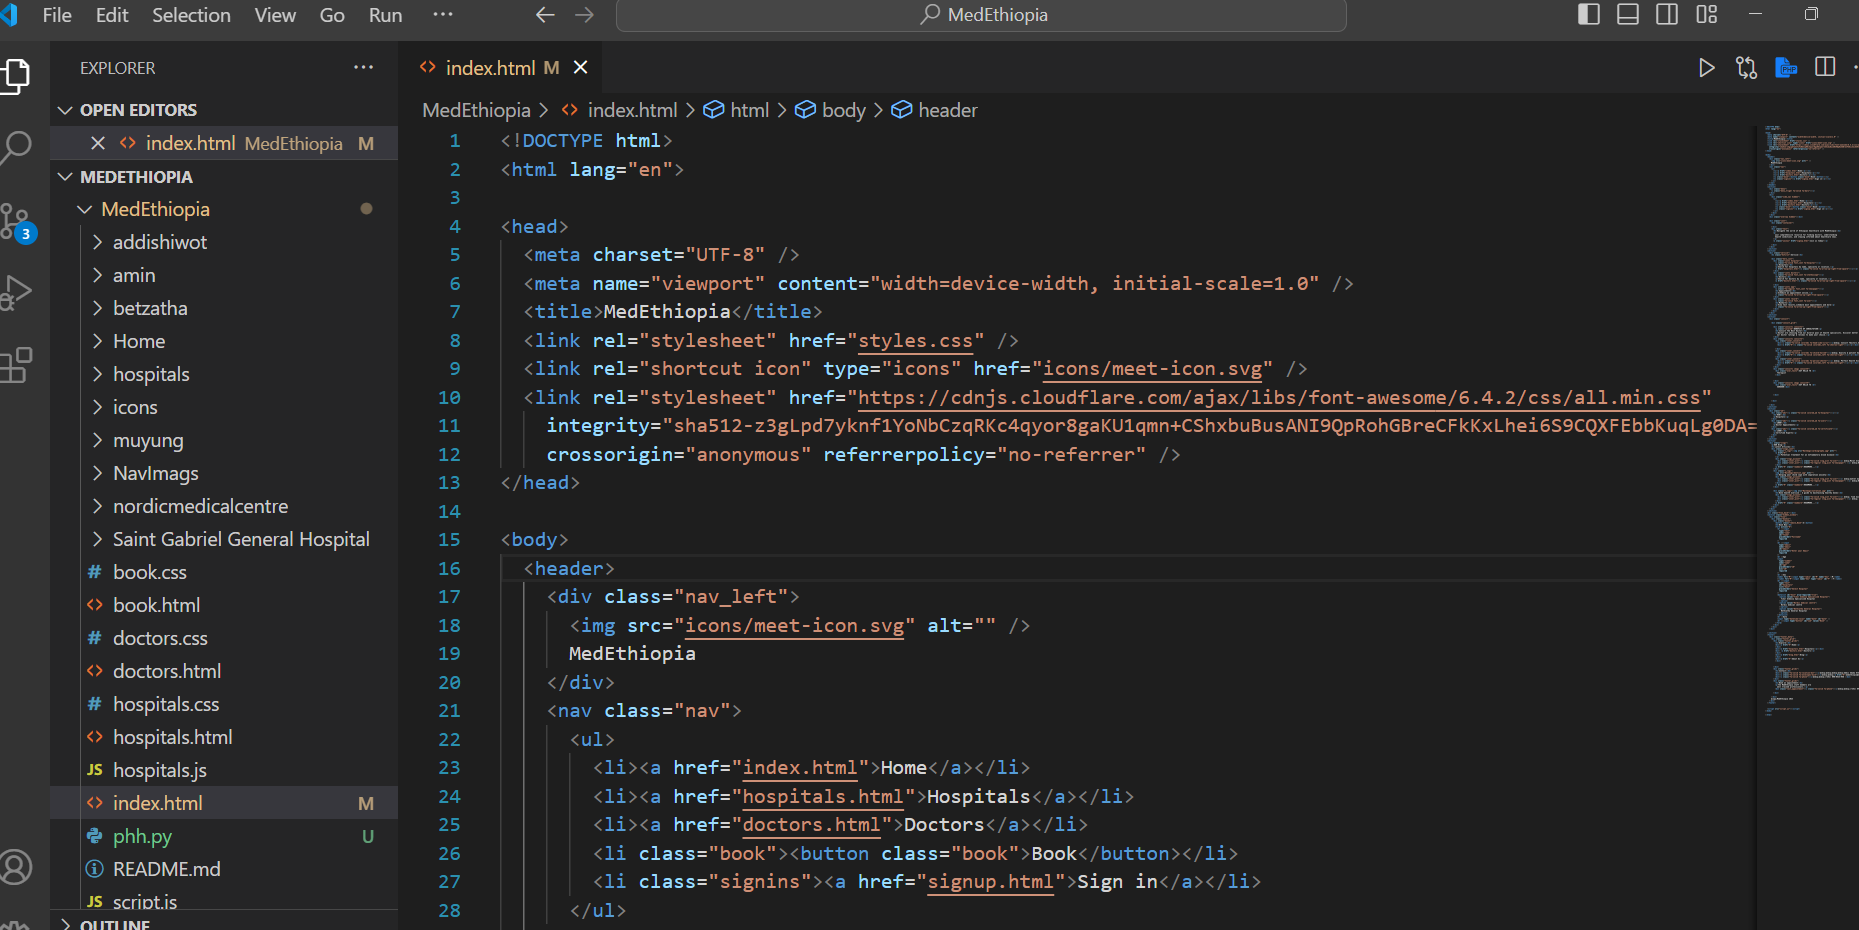 File Edit Selection View Go Run ···
MedEthiopia
EXPLORER ···
OPEN EDITORS
index.html MedEthiopia M
MEDETHIOPIA
MedEthiopia
addishiwot
amin
betzatha
Home
hospitals
icons
muyung
NavImags
nordicmedicalcentre
Saint Gabriel General Hospital
book.css
book.html
doctors.css
doctors.html
hospitals.css
hospitals.html
JS hospitals.js
index.html M
phh.py U
README.md
JS script.js
OUTLINE
3
index.html M
MedEthiopia > index.html > html > body > header
1 <!DOCTYPE html>
2 <html lang="en">
3
4 <head>
5 <meta charset="UTF-8" />
6 <meta name="viewport" content="width=device-width, initial-scale=1.0" />
7 <title>MedEthiopia</title>
8 <link rel="stylesheet" href="styles.css" />
9 <link rel="shortcut icon" type="icons" href="icons/meet-icon.svg" />
10 <link rel="stylesheet" href="https://cdnjs.cloudflare.com/ajax/libs/font-awesome/6.4.2/css/all.min.css"
11 integrity="sha512-z3gLpd7yknf1YoNbCzqRKc4qyor8gaKU1qmn+CShxbuBusANI9QpRohGBreCFkKxLhei6S9CQXFEbbKuqLg0DA=
12 crossorigin="anonymous" referrerpolicy="no-referrer" />
13 </head>
14
15 <body>
16 <header>
17 <div class="nav_left">
18 <img src="icons/meet-icon.svg" alt="" />
19 MedEthiopia
20 </div>
21 <nav class="nav">
22 <ul>
23 <li><a href="index.html">Home</a></li>
24 <li><a href="hospitals.html">Hospitals</a></li>
25 <li><a href="doctors.html">Doctors</a></li>
26 <li class="book"><button class="book">Book</button></li>
27 <li class="signins"><a href="signup.html">Sign in</a></li>
28 </ul>